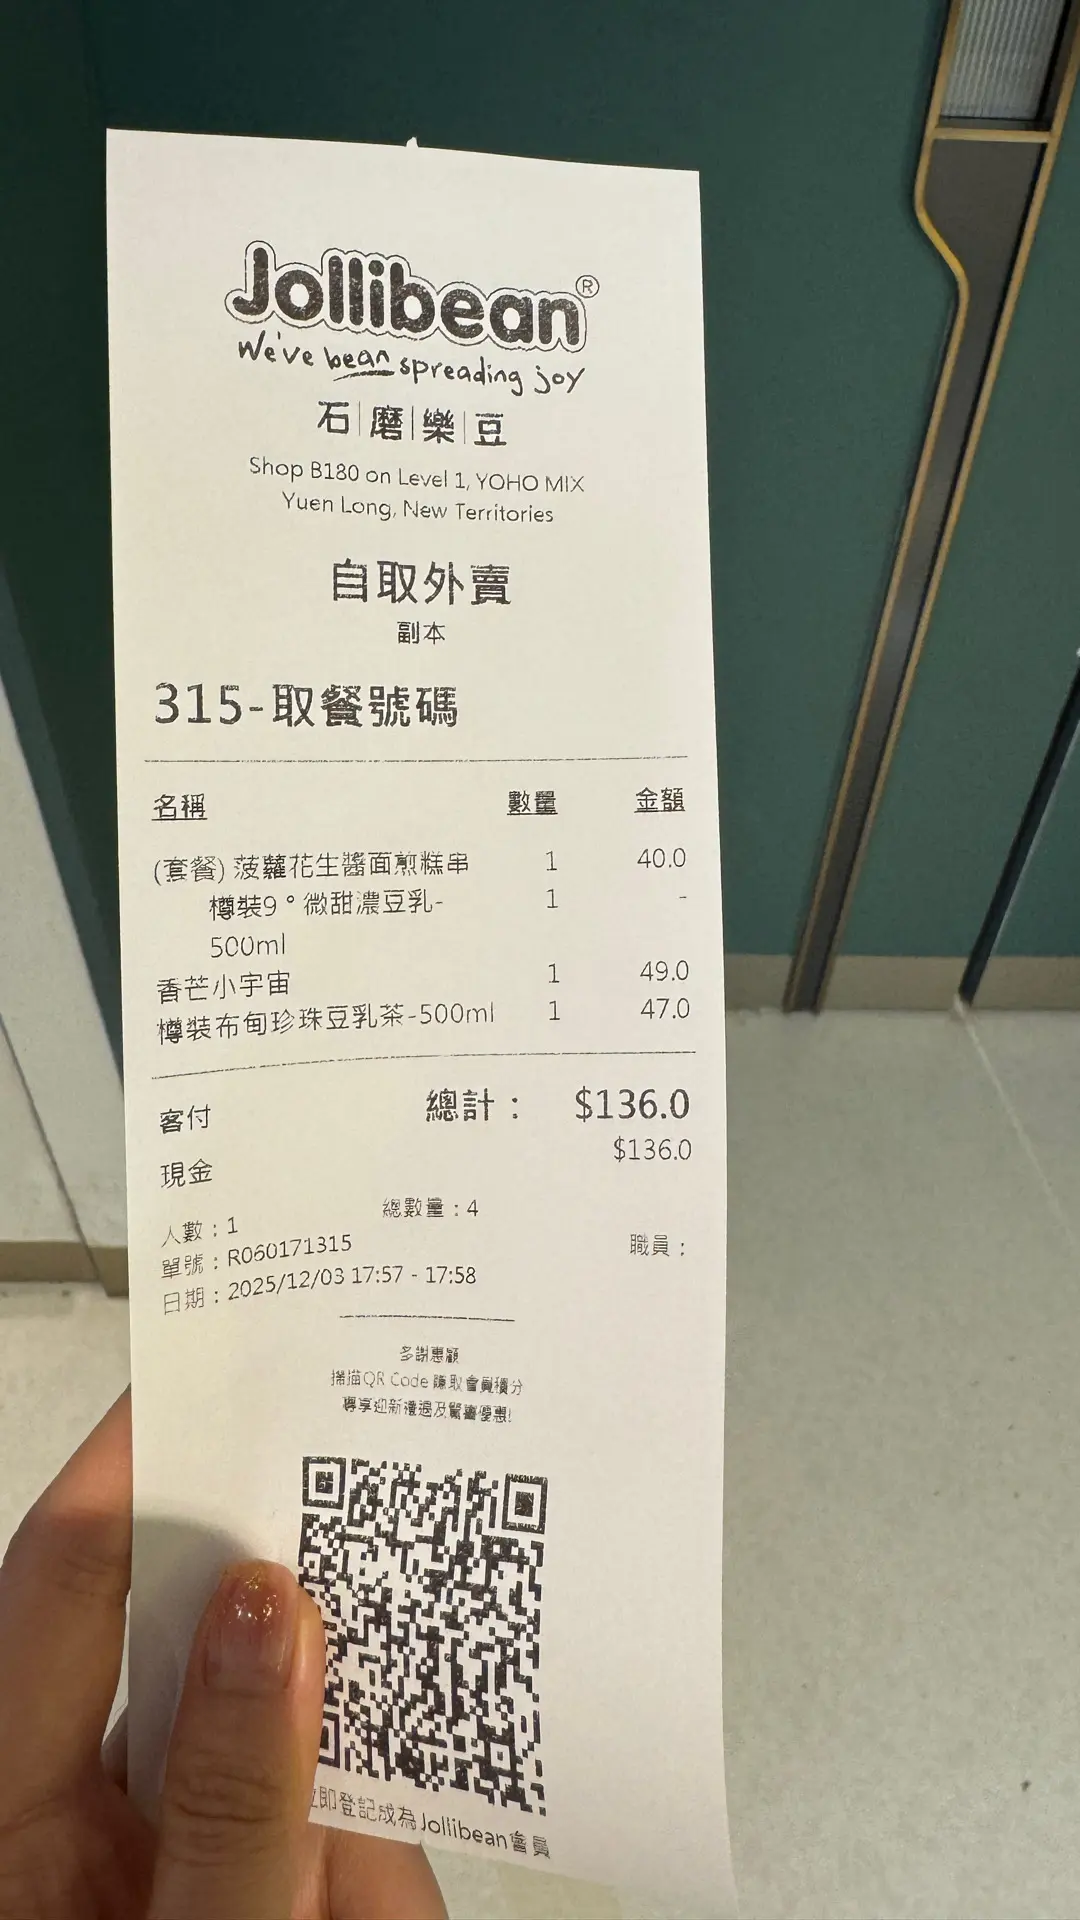 Jollibean®
We've bean spreading joy
石|磨|樂|豆
Shop B180 on Level 1, YOHO MIX
Yuen Long, New Territories
自取外賣
副本
315-取餐號碼
名稱 數量 金額
(套餐) 菠蘿花生醬面煎糕串 1 40.0
樽裝9°微甜濃豆乳- 1 -
500ml
香芒小宇宙 1 49.0
樽裝布甸珍珠豆乳茶-500ml 1 47.0
客付 總計： $136.0
現金 $136.0
總數量：4
人數：1
單號：R060171315 職員：
日期：2025/12/03 17:57 - 17:58
多謝惠顧
掃描QR Code 賺取會員積分
尊享迎新禮遇及驚喜優惠!
立即登記成為Jollibean會員